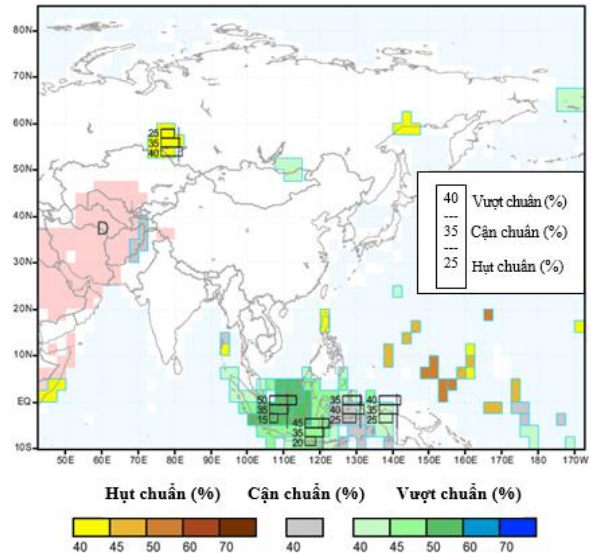 80N
70N
60N
50N
40N
30N
20N
10N
EQ
10S
25
35
40
D
40 Vượt chuẩn (%)
---
35 Cận chuẩn (%)
---
25 Hụt chuẩn (%)
50 35 40
35 40 35
15 25 25
45
35
20
50E 60E 70E 80E 90E 100E 110E 120E 130E 140E 150E 160E 170E 180 170W
Hụt chuẩn (%) Cận chuẩn (%) Vượt chuẩn (%)
40 50 70 40 40 50 70
45 60 45 60